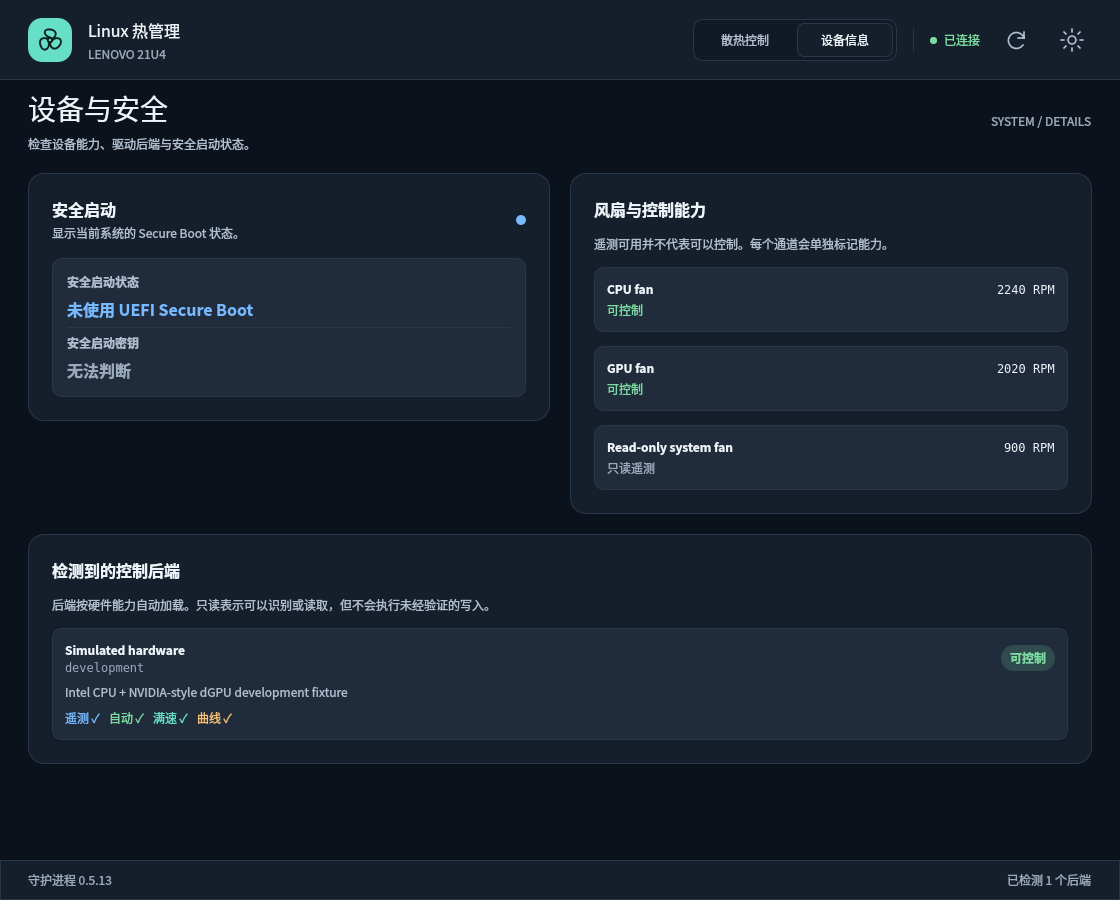 Linux 热管理
LENOVO 21U4
散热控制
设备信息
已连接
设备与安全
检查设备能力、驱动后端与安全启动状态。
SYSTEM / DETAILS
安全启动
显示当前系统的 Secure Boot 状态。
安全启动状态
未使用 UEFI Secure Boot
安全启动密钥
无法判断
风扇与控制能力
遥测可用并不代表可以控制。每个通道会单独标记能力。
CPU fan
2240 RPM
可控制
GPU fan
2020 RPM
可控制
Read-only system fan
900 RPM
只读遥测
检测到的控制后端
后端按硬件能力自动加载。只读表示可以识别或读取，但不会执行未经验证的写入。
Simulated hardware
development
可控制
Intel CPU + NVIDIA-style dGPU development fixture
遥测✓ 自动✓ 满速✓ 曲线✓
守护进程 0.5.13
已检测 1 个后端